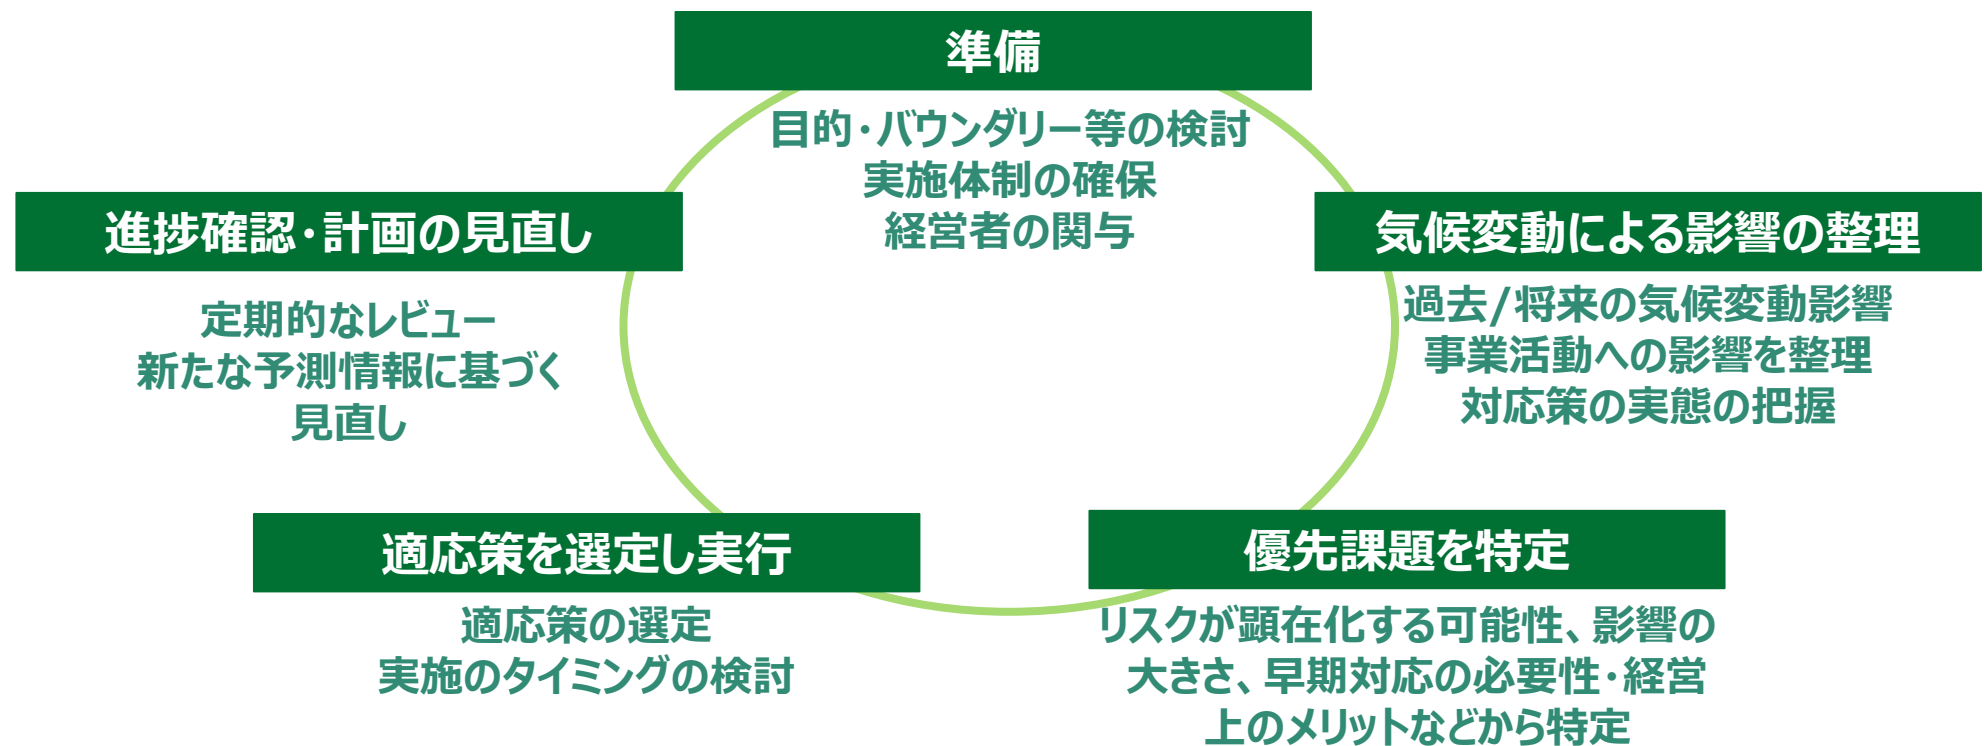 準備
目的・バウンダリー等の検討
実施体制の確保
経営者の関与
気候変動による影響の整理
過去/将来の気候変動影響
事業活動への影響を整理
対応策の実態の把握
優先課題を特定
リスクが顕在化する可能性、影響の
大きさ、早期対応の必要性・経営
上のメリットなどから特定
適応策を選定し実行
適応策の選定
実施のタイミングの検討
進捗確認・計画の見直し
定期的なレビュー
新たな予測情報に基づく
見直し